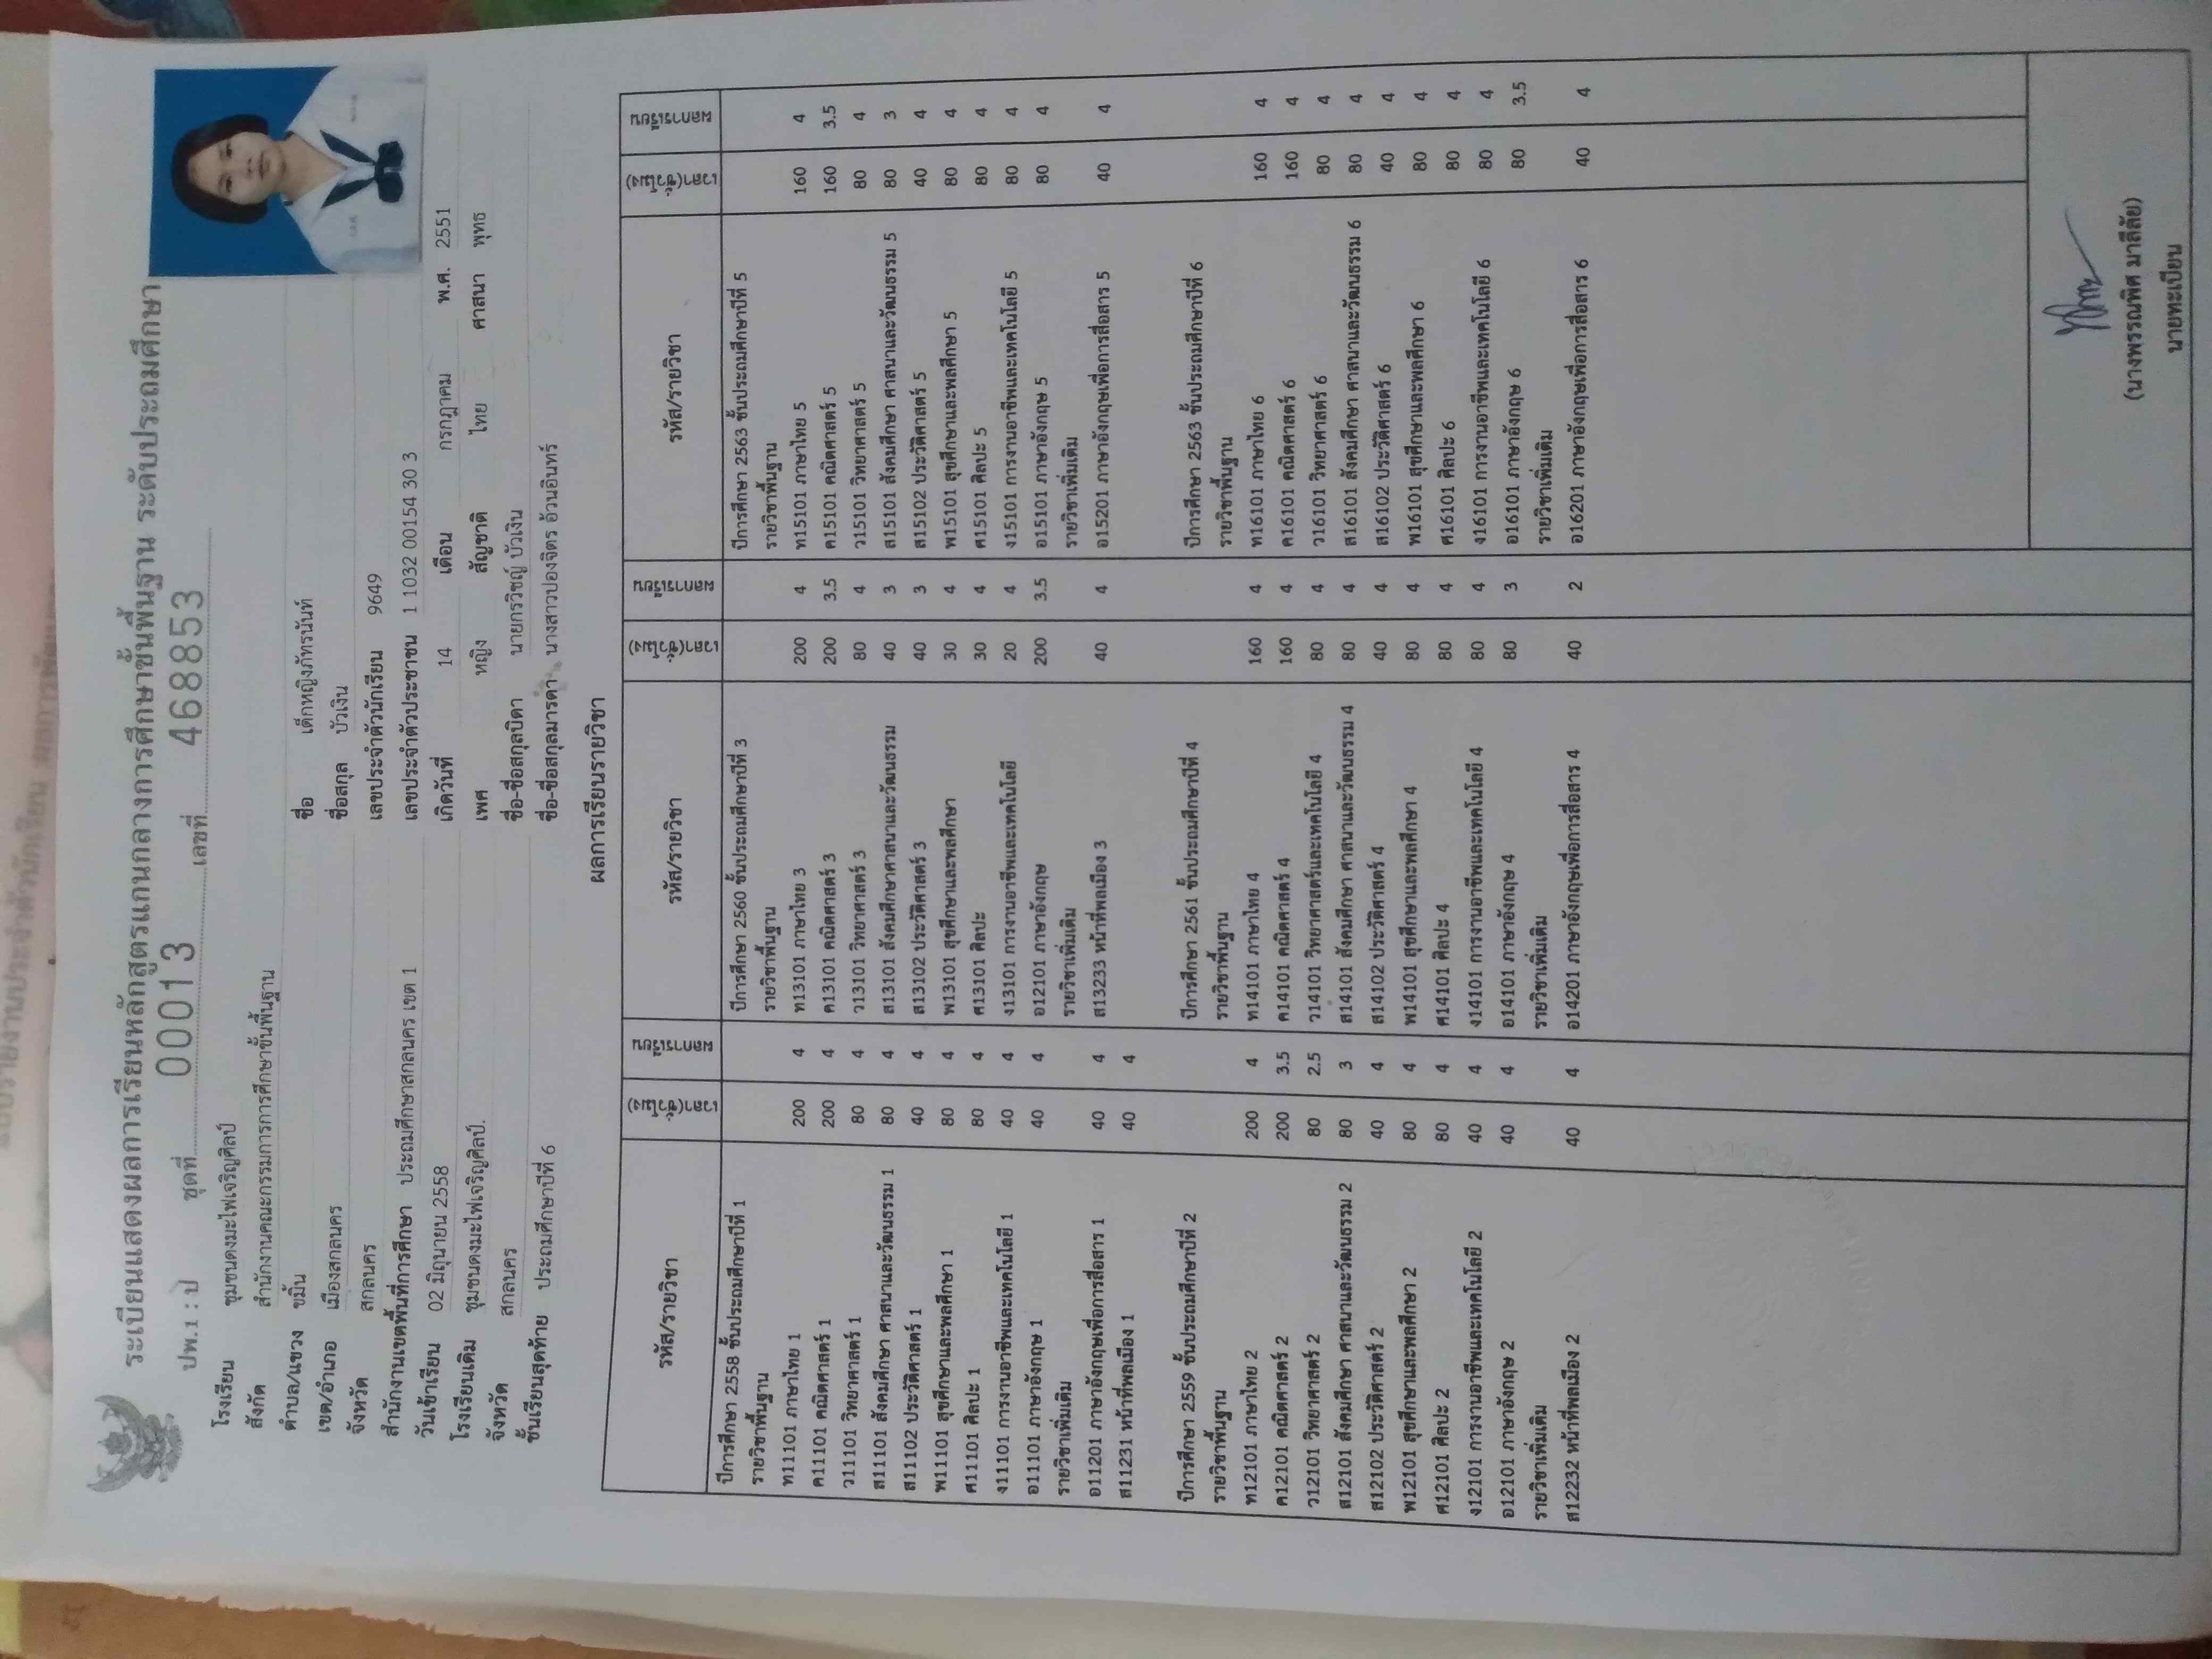 ระเบียนแสดงผลการเรียนหลักสูตรแกนกลางการศึกษาขั้นพื้นฐาน ระดับประถมศึกษา
ปพ.1 : ป ชุดที่ 00013 เลขที่ 468853
โรงเรียน ชุมชนดงมะไฟเจริญศิลป์
สังกัด สำนักงานคณะกรรมการการศึกษาขั้นพื้นฐาน
ตำบล/แขวง ขมิ้น
เขต/อำเภอ เมืองสกลนคร
จังหวัด สกลนคร
สำนักงานเขตพื้นที่การศึกษา ประถมศึกษาสกลนคร เขต 1
วันเข้าเรียน 02 มิถุนายน 2558
โรงเรียนเดิม ชุมชนดงมะไฟเจริญศิลป์.
จังหวัด สกลนคร
ชั้นเรียนสุดท้าย ประถมศึกษาปีที่ 6
ชื่อ เด็กหญิงภัทรนันท์
ชื่อสกุล บัวเงิน
เลขประจำตัวนักเรียน 9649
เลขประจำตัวประชาชน 1 1032 00154 30 3
เกิดวันที่ 14 เดือน กรกฎาคม พ.ศ. 2551
เพศ หญิง สัญชาติ ไทย ศาสนา พุทธ
ชื่อ-ชื่อสกุลบิดา นายกรวิชญ์ บัวเงิน
ชื่อ-ชื่อสกุลมารดา นางสาวปองจิตร อ้วนอินทร์
ผลการเรียนรายวิชา
รหัส/รายวิชา เวลา(ชั่วโมง) ผลการเรียน รหัส/รายวิชา เวลา(ชั่วโมง) ผลการเรียน รหัส/รายวิชา เวลา(ชั่วโมง) ผลการเรียน
ปีการศึกษา 2558 ชั้นประถมศึกษาปีที่ 1
รายวิชาพื้นฐาน
ท11101 ภาษาไทย 1 200 4
ค11101 คณิตศาสตร์ 1 200 4
ว11101 วิทยาศาสตร์ 1 80 4
ส11101 สังคมศึกษา ศาสนาและวัฒนธรรม 1 80 4
ส11102 ประวัติศาสตร์ 1 40 4
พ11101 สุขศึกษาและพลศึกษา 1 80 4
ศ11101 ศิลปะ 1 80 4
ง11101 การงานอาชีพและเทคโนโลยี 1 40 4
อ11101 ภาษาอังกฤษ 1 40 4
รายวิชาเพิ่มเติม
อ11201 ภาษาอังกฤษเพื่อการสื่อสาร 1 40 4
ส11231 หน้าที่พลเมือง 1 40 4
ปีการศึกษา 2559 ชั้นประถมศึกษาปีที่ 2
รายวิชาพื้นฐาน
ท12101 ภาษาไทย 2 200 4
ค12101 คณิตศาสตร์ 2 200 3.5
ว12101 วิทยาศาสตร์ 2 80 2.5
ส12101 สังคมศึกษา ศาสนาและวัฒนธรรม 2 80 3
ส12102 ประวัติศาสตร์ 2 40 4
พ12101 สุขศึกษาและพลศึกษา 2 80 4
ศ12101 ศิลปะ 2 80 4
ง12101 การงานอาชีพและเทคโนโลยี 2 40 4
อ12101 ภาษาอังกฤษ 2 40 4
รายวิชาเพิ่มเติม
ส12232 หน้าที่พลเมือง 2 40 4
ปีการศึกษา 2560 ชั้นประถมศึกษาปีที่ 3
รายวิชาพื้นฐาน
ท13101 ภาษาไทย 3 200 4
ค13101 คณิตศาสตร์ 3 200 3.5
ว13101 วิทยาศาสตร์ 3 80 4
ส13101 สังคมศึกษาศาสนาและวัฒนธรรม 40 3
ส13102 ประวัติศาสตร์ 3 40 3
พ13101 สุขศึกษาและพลศึกษา 30 4
ศ13101 ศิลปะ 30 4
ง13101 การงานอาชีพและเทคโนโลยี 20 4
อ12101 ภาษาอังกฤษ 200 3.5
รายวิชาเพิ่มเติม
ส13233 หน้าที่พลเมือง 3 40 4
ปีการศึกษา 2561 ชั้นประถมศึกษาปีที่ 4
รายวิชาพื้นฐาน
ท14101 ภาษาไทย 4 160 4
ค14101 คณิตศาสตร์ 4 160 4
ว14101 วิทยาศาสตร์และเทคโนโลยี 4 80 4
ส14101 สังคมศึกษา ศาสนาและวัฒนธรรม 4 80 4
ส14102 ประวัติศาสตร์ 4 40 4
พ14101 สุขศึกษาและพลศึกษา 4 80 4
ศ14101 ศิลปะ 4 80 4
ง14101 การงานอาชีพและเทคโนโลยี 4 80 4
อ14101 ภาษาอังกฤษ 4 80 3
รายวิชาเพิ่มเติม
อ14201 ภาษาอังกฤษเพื่อการสื่อสาร 4 40 2
ปีการศึกษา 2563 ชั้นประถมศึกษาปีที่ 5
รายวิชาพื้นฐาน
ท15101 ภาษาไทย 5 160 4
ค15101 คณิตศาสตร์ 5 160 3.5
ว15101 วิทยาศาสตร์ 5 80 4
ส15101 สังคมศึกษา ศาสนาและวัฒนธรรม 5 80 3
ส15102 ประวัติศาสตร์ 5 40 4
พ15101 สุขศึกษาและพลศึกษา 5 80 4
ศ15101 ศิลปะ 5 80 4
ง15101 การงานอาชีพและเทคโนโลยี 5 80 4
อ15101 ภาษาอังกฤษ 5 80 4
รายวิชาเพิ่มเติม
อ15201 ภาษาอังกฤษเพื่อการสื่อสาร 5 40 4
ปีการศึกษา 2563 ชั้นประถมศึกษาปีที่ 6
รายวิชาพื้นฐาน
ท16101 ภาษาไทย 6 160 4
ค16101 คณิตศาสตร์ 6 160 4
ว16101 วิทยาศาสตร์ 6 80 4
ส16101 สังคมศึกษา ศาสนาและวัฒนธรรม 6 80 4
ส16102 ประวัติศาสตร์ 6 40 4
พ16101 สุขศึกษาและพลศึกษา 6 80 4
ศ16101 ศิลปะ 6 80 4
ง16101 การงานอาชีพและเทคโนโลยี 6 80 4
อ16101 ภาษาอังกฤษ 6 80 3.5
รายวิชาเพิ่มเติม
อ16201 ภาษาอังกฤษเพื่อการสื่อสาร 6 40 4
(นางพรรณพิศ มาลีลัย)
นายทะเบียน